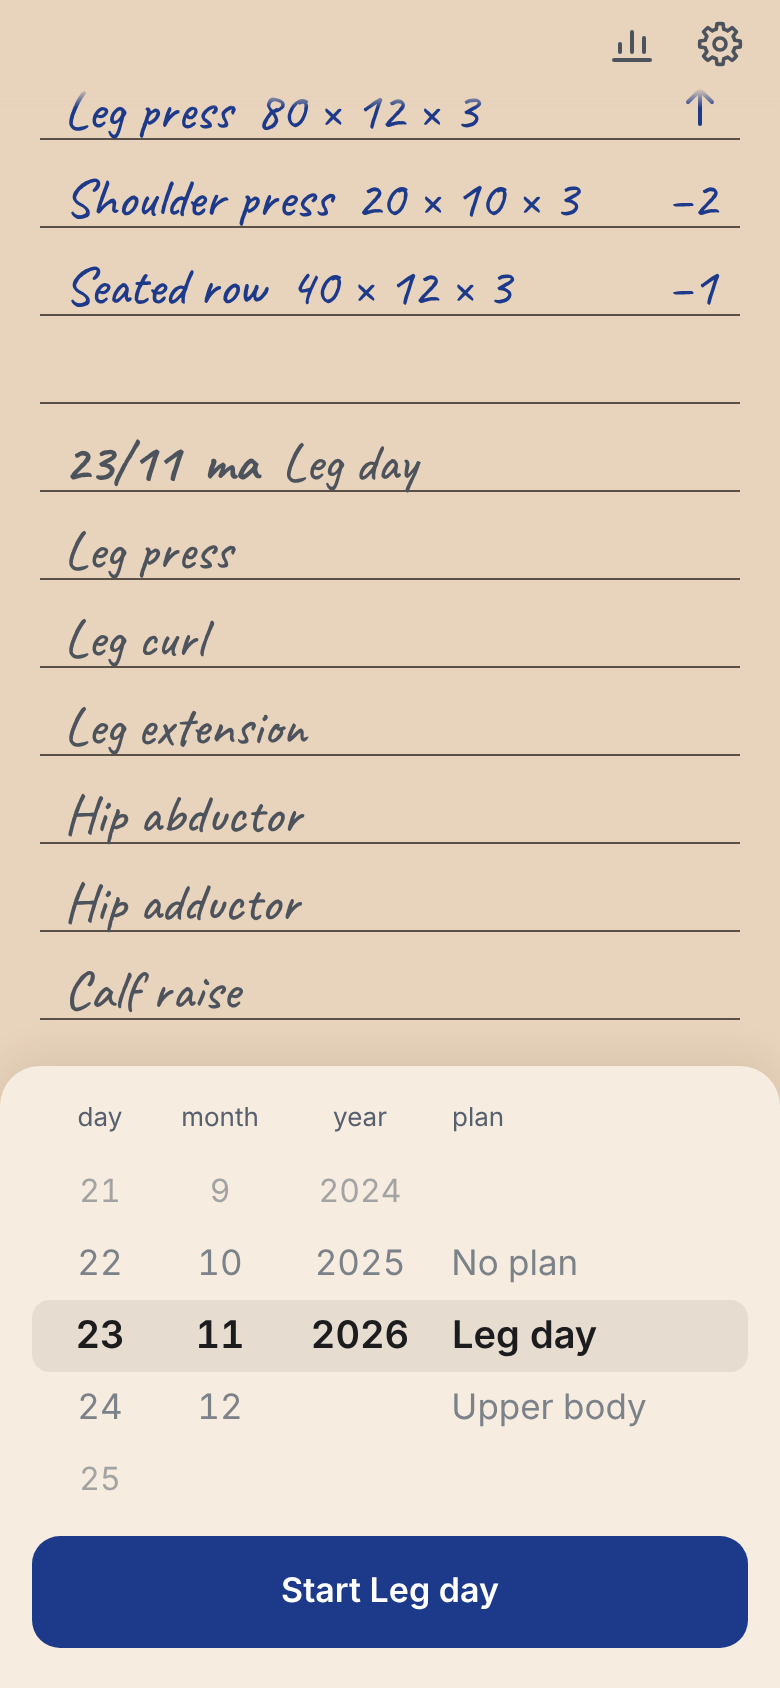 Leg press 80 × 12 × 3 ↑
Shoulder press 20 × 10 × 3 –2
Seated row 40 × 12 × 3 –1
23/11 ma Leg day
Leg press
Leg curl
Leg extension
Hip abductor
Hip adductor
Calf raise
day month year plan
21 9 2024
22 10 2025 No plan
23 11 2026 Leg day
24 12 Upper body
25
Start Leg day